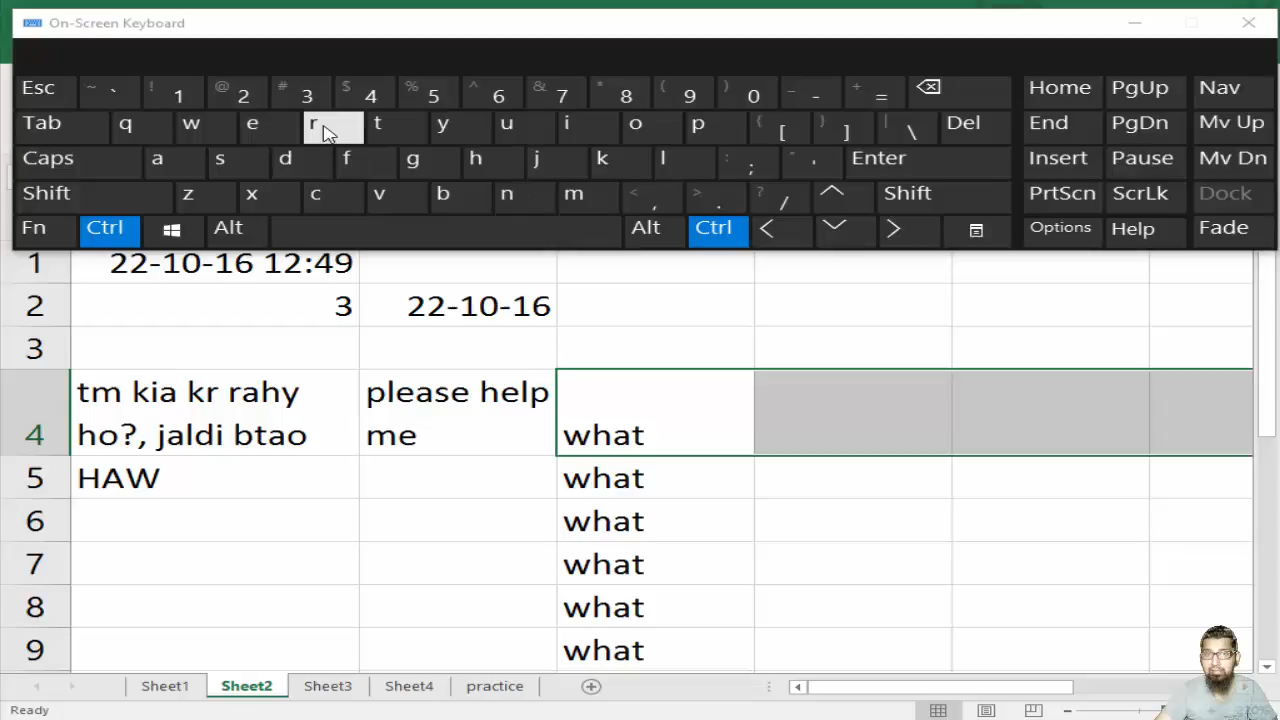 On-Screen Keyboard
Esc ~ ` ! 1 @ 2 # 3 $ 4 % 5 ^ 6 & 7 * 8 ( 9 ) 0 _ - + = Home PgUp Nav
Tab q w e r t y u i o p { [ } ] | \ Del End PgDn Mv Up
Caps a s d f g h j k l : ; " ' Enter Insert Pause Mv Dn
Shift z x c v b n m < , > . ? / Shift PrtScn ScrLk Dock
Fn Ctrl Alt Alt Ctrl Options Help Fade
1 22-10-16 12:49
2 3 22-10-16
3
tm kia kr rahy please help
4 ho?, jaldi btao me what
5 HAW what
6 what
7 what
8 what
9 what
Sheet1 Sheet2 Sheet3 Sheet4 practice
Ready